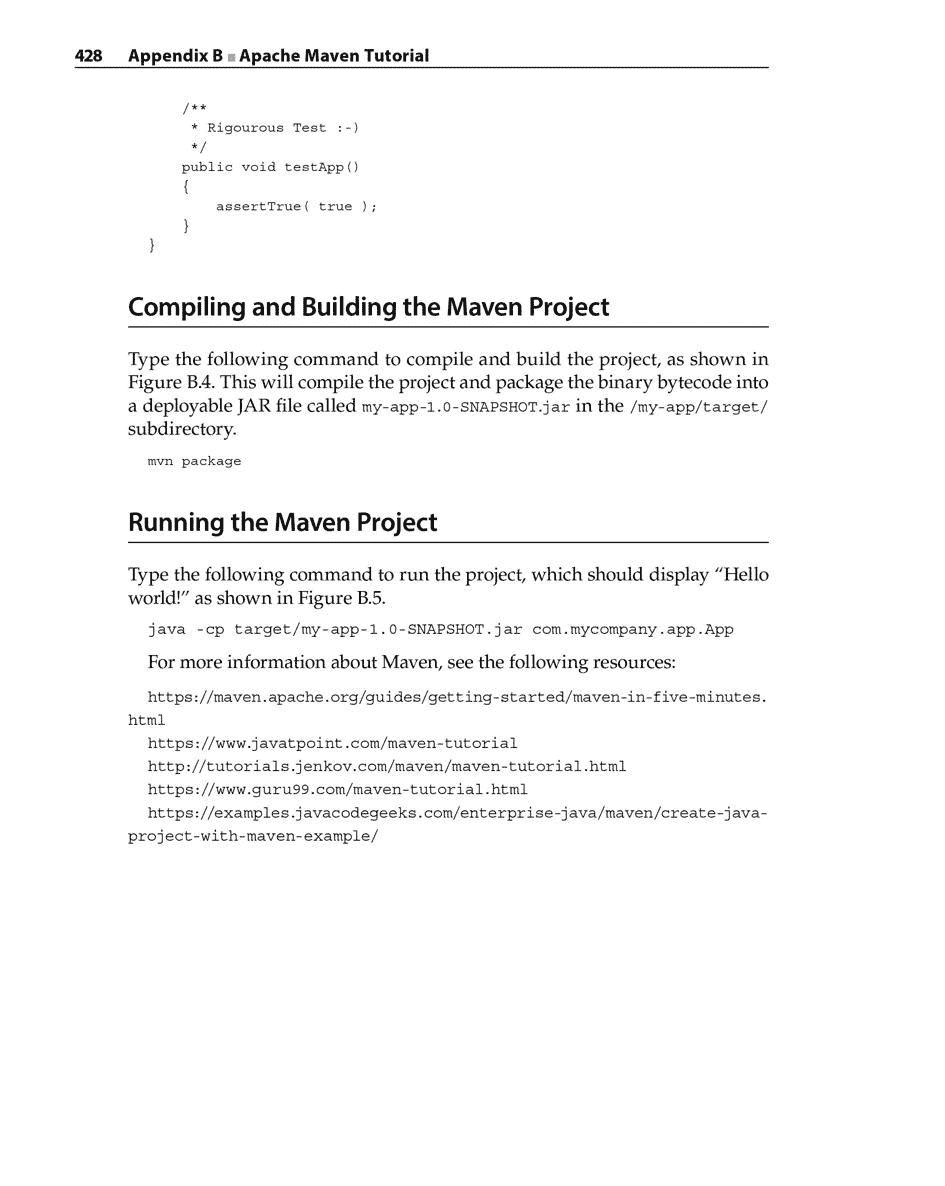 428 Appendix B ■ Apache Maven Tutorial
/**
* Rigourous Test :-)
*/
public void testApp()
{
assertTrue( true );
}
}
Compiling and Building the Maven Project
Type the following command to compile and build the project, as shown in
Figure B.4. This will compile the project and package the binary bytecode into
a deployable JAR file called my-app-1.0-SNAPSHOT.jar in the /my-app/target/
subdirectory.
mvn package
Running the Maven Project
Type the following command to run the project, which should display “Hello
world!” as shown in Figure B.5.
java -cp target/my-app-1.0-SNAPSHOT.jar com.mycompany.app.App
For more information about Maven, see the following resources:
https://maven.apache.org/guides/getting-started/maven-in-five-minutes.
html
https://www.javatpoint.com/maven-tutorial
http://tutorials.jenkov.com/maven/maven-tutorial.html
https://www.guru99.com/maven-tutorial.html
https://examples.javacodegeeks.com/enterprise-java/maven/create-java-
project-with-maven-example/